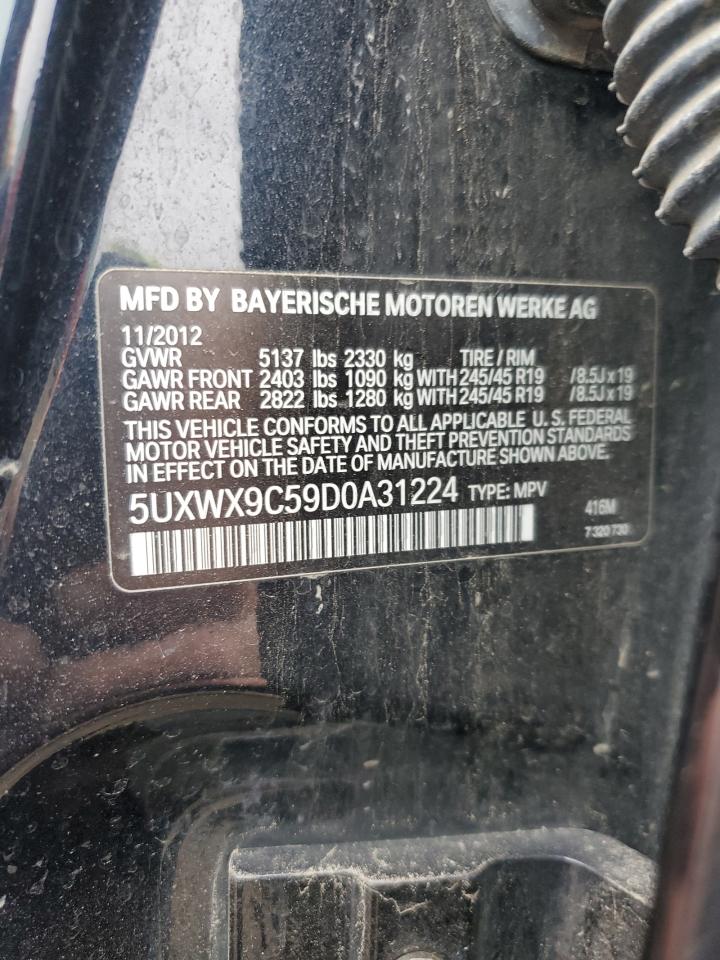 MFD BY BAYERISCHE MOTOREN WERKE AG
11/2012
GVWR 5137 lbs 2330 kg TIRE / RIM
GAWR FRONT 2403 lbs 1090 kg WITH 245/45 R19 /8.5J x 19
GAWR REAR 2822 lbs 1280 kg WITH 245/45 R19 /8.5J x 19
THIS VEHICLE CONFORMS TO ALL APPLICABLE U.S. FEDERAL
MOTOR VEHICLE SAFETY AND THEFT PREVENTION STANDARDS
IN EFFECT ON THE DATE OF MANUFACTURE SHOWN ABOVE.
5UXWX9C59D0A31224 TYPE: MPV 416M
7 320 730